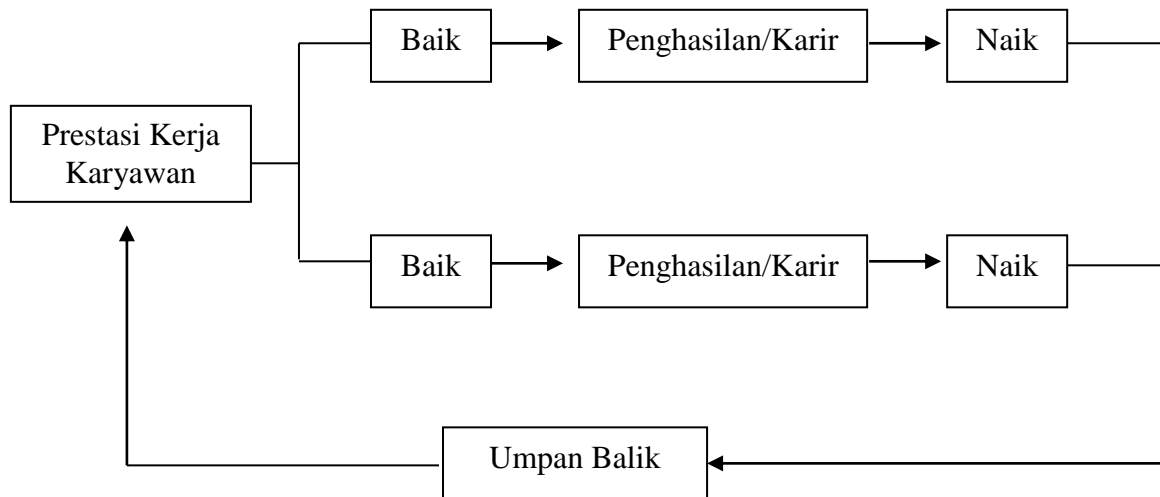 Baik
Penghasilan/Karir
Naik
Prestasi Kerja
Karyawan
Baik
Penghasilan/Karir
Naik
Umpan Balik